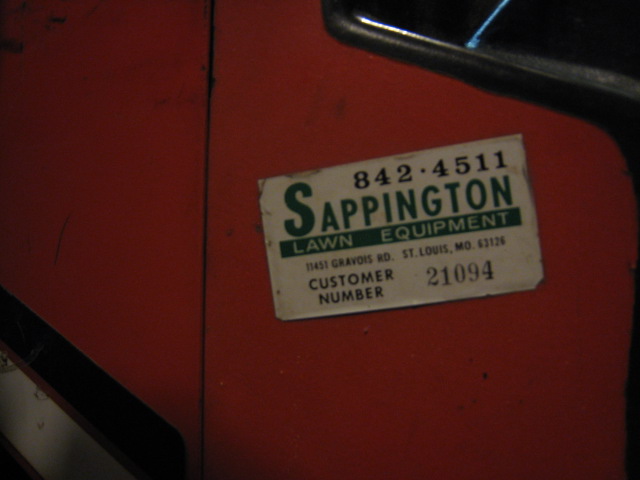 842·4511
SAPPINGTON
LAWN EQUIPMENT
11451 GRAVOIS RD. ST. LOUIS, MO. 63126
CUSTOMER
NUMBER 21094